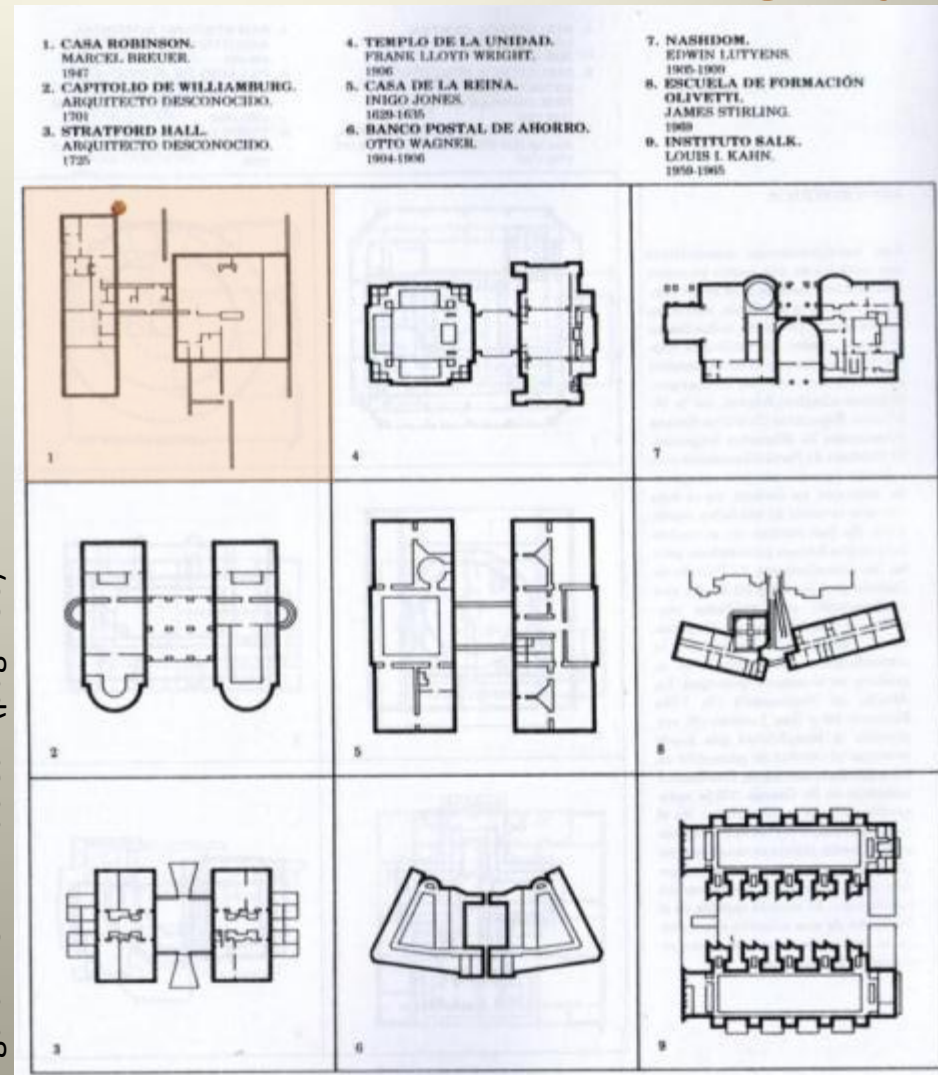 1. CASA ROBINSON.
MARCEL BREUER.
1947
2. CAPITOLIO DE WILLIAMBURG.
ARQUITECTO DESCONOCIDO.
1701
3. STRATFORD HALL.
ARQUITECTO DESCONOCIDO.
1725
4. TEMPLO DE LA UNIDAD.
FRANK LLOYD WRIGHT.
1906
5. CASA DE LA REINA.
INIGO JONES.
1629-1635
6. BANCO POSTAL DE AHORRO.
OTTO WAGNER.
1904-1906
7. NASHDOM.
EDWIN LUTYENS.
1905-1909
8. ESCUELA DE FORMACIÓN
OLIVETTI.
JAMES STIRLING.
1969
9. INSTITUTO SALK.
LOUIS I. KAHN.
1959-1965
1
4
7
2
5
8
3
6
9